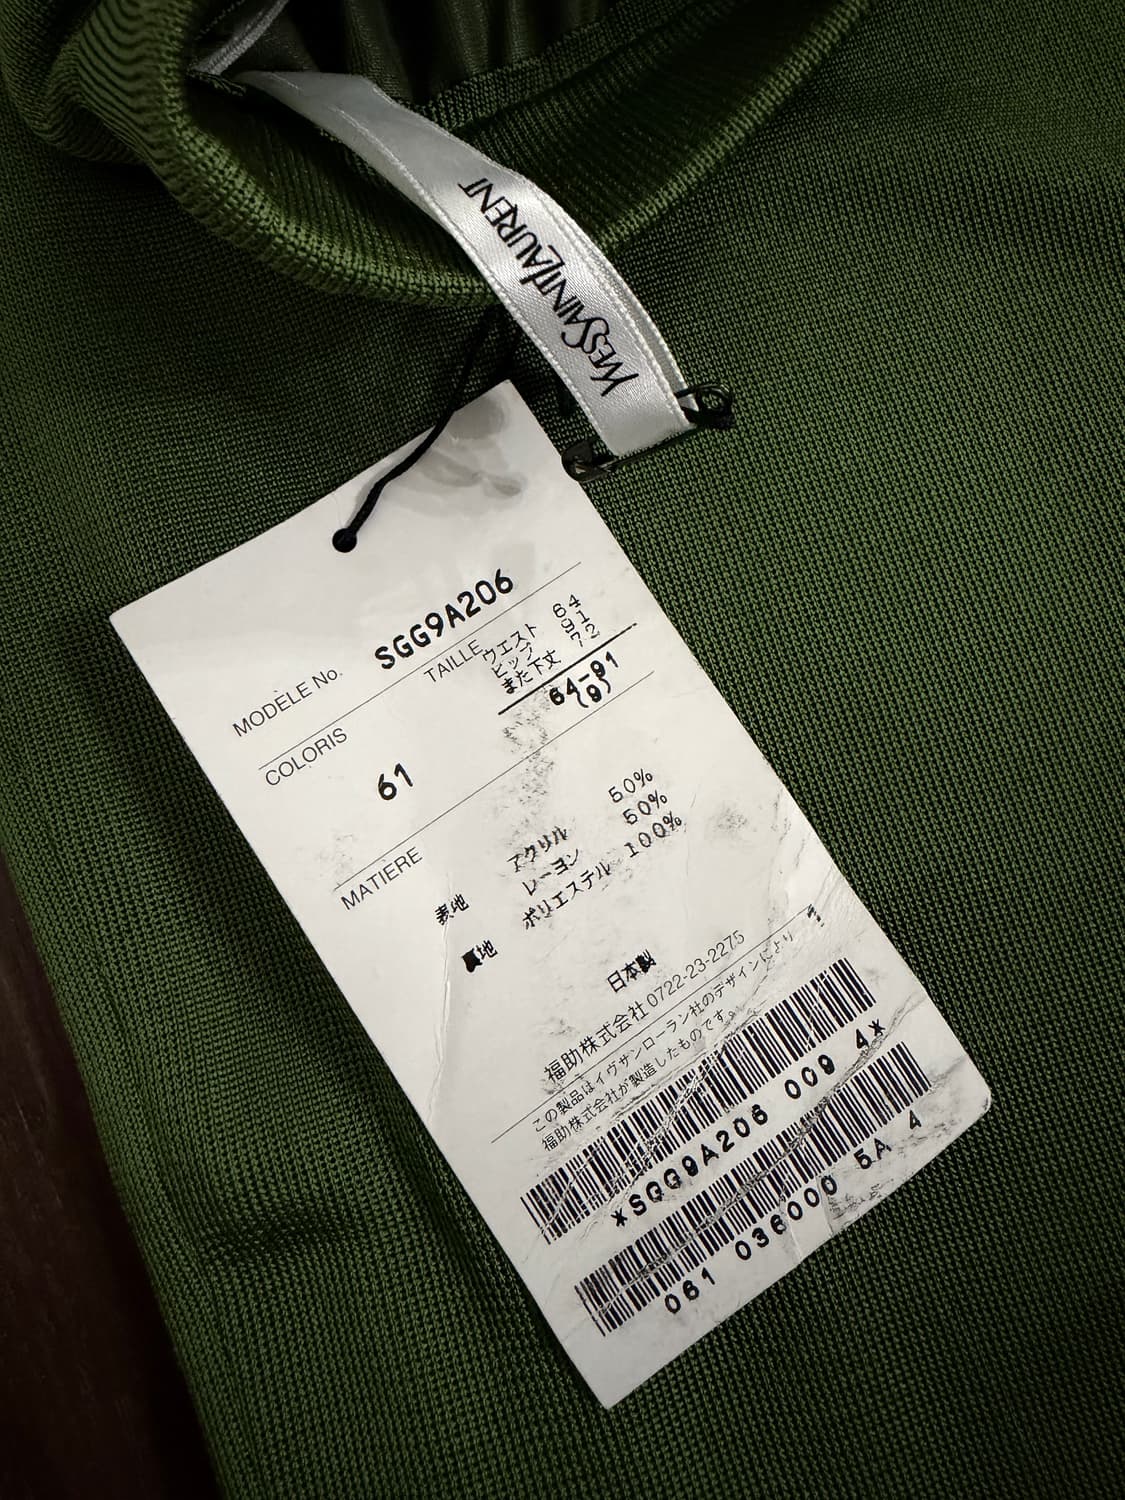 YVESSAINTLAURENT
MODÈLE No. SGG9A206
TAILLE ウエスト 64
ヒップ 91
また下丈 72
64-91
(9)
COLORIS 61
MATIÈRE
表地 アクリル 50%
レーヨン 50%
裏地 ポリエステル 100%
日本製
福助株式会社 0722-23-2275
この製品はイヴサンローラン社のデザインにより
福助株式会社が製造したものです。
*SGG9A206 009 4*
061 036000 5A 4